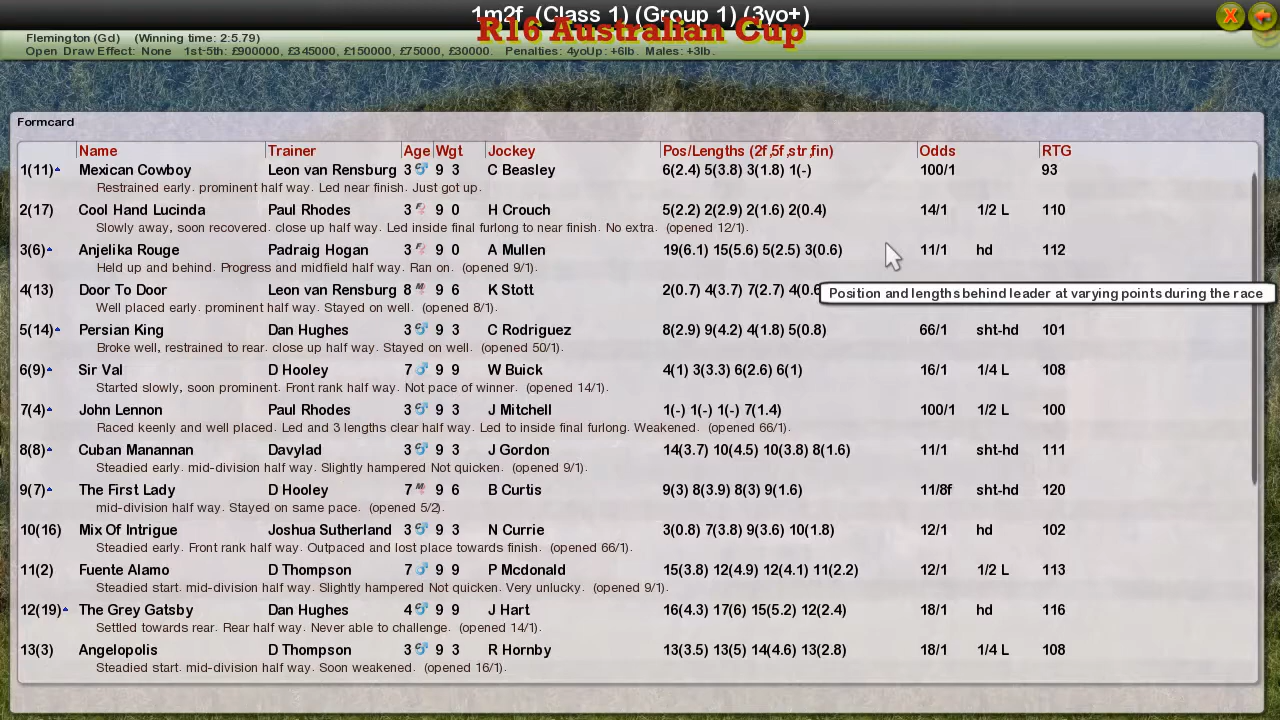 1m2f (Class 1) (Group 1) (3yo+)
R16 Australian Cup
Flemington (Gd) (Winning time: 2:5.79)
Open Draw Effect: None 1st-5th: £900000, £345000, £150000, £75000, £30000. Penalties: 4yoUp: +6lb. Males: +3lb.
Formcard
Name Trainer Age Wgt Jockey Pos/Lengths (2f,5f,str,fin) Odds RTG
1(11) Mexican Cowboy Leon van Rensburg 3 9 3 C Beasley 6(2.4) 5(3.8) 3(1.8) 1(-) 100/1 93
Restrained early. prominent half way. Led near finish. Just got up.
2(17) Cool Hand Lucinda Paul Rhodes 3 9 0 H Crouch 5(2.2) 2(2.9) 2(1.6) 2(0.4) 14/1 1/2 L 110
Slowly away, soon recovered. close up half way. Led inside final furlong to near finish. No extra. (opened 12/1).
3(6) Anjelika Rouge Padraig Hogan 3 9 0 A Mullen 19(6.1) 15(5.6) 5(2.5) 3(0.6) 11/1 hd 112
Held up and behind. Progress and midfield half way. Ran on. (opened 9/1).
4(13) Door To Door Leon van Rensburg 8 9 6 K Stott 2(0.7) 4(3.7) 7(2.7) 4(0.6
Position and lengths behind leader at varying points during the race
Well placed early. prominent half way. Stayed on well. (opened 8/1).
5(14) Persian King Dan Hughes 3 9 3 C Rodriguez 8(2.9) 9(4.2) 4(1.8) 5(0.8) 66/1 sht-hd 101
Broke well, restrained to rear. close up half way. Stayed on well. (opened 50/1).
6(9) Sir Val D Hooley 7 9 9 W Buick 4(1) 3(3.3) 6(2.6) 6(1) 16/1 1/4 L 108
Started slowly, soon prominent. Front rank half way. Not pace of winner. (opened 14/1).
7(4) John Lennon Paul Rhodes 3 9 3 J Mitchell 1(-) 1(-) 1(-) 7(1.4) 100/1 1/2 L 100
Raced keenly and well placed. Led and 3 lengths clear half way. Led to inside final furlong. Weakened. (opened 66/1).
8(8) Cuban Manannan Davylad 3 9 3 J Gordon 14(3.7) 10(4.5) 10(3.8) 8(1.6) 11/1 sht-hd 111
Steadied early. mid-division half way. Slightly hampered Not quicken. (opened 9/1).
9(7) The First Lady D Hooley 7 9 6 B Curtis 9(3) 8(3.9) 8(3) 9(1.6) 11/8f sht-hd 120
mid-division half way. Stayed on same pace. (opened 5/2).
10(16) Mix Of Intrigue Joshua Sutherland 3 9 3 N Currie 3(0.8) 7(3.8) 9(3.6) 10(1.8) 12/1 hd 102
Steadied early. Front rank half way. Outpaced and lost place towards finish. (opened 66/1).
11(2) Fuente Alamo D Thompson 7 9 9 P Mcdonald 15(3.8) 12(4.9) 12(4.1) 11(2.2) 12/1 1/2 L 113
Steadied start. mid-division half way. Slightly hampered Not quicken. Very unlucky. (opened 9/1).
12(19) The Grey Gatsby Dan Hughes 4 9 9 J Hart 16(4.3) 17(6) 15(5.2) 12(2.4) 18/1 hd 116
Settled towards rear. Rear half way. Never able to challenge. (opened 14/1).
13(3) Angelopolis D Thompson 3 9 3 R Hornby 13(3.5) 13(5) 14(4.6) 13(2.8) 18/1 1/4 L 108
Steadied start. mid-division half way. Soon weakened. (opened 16/1).